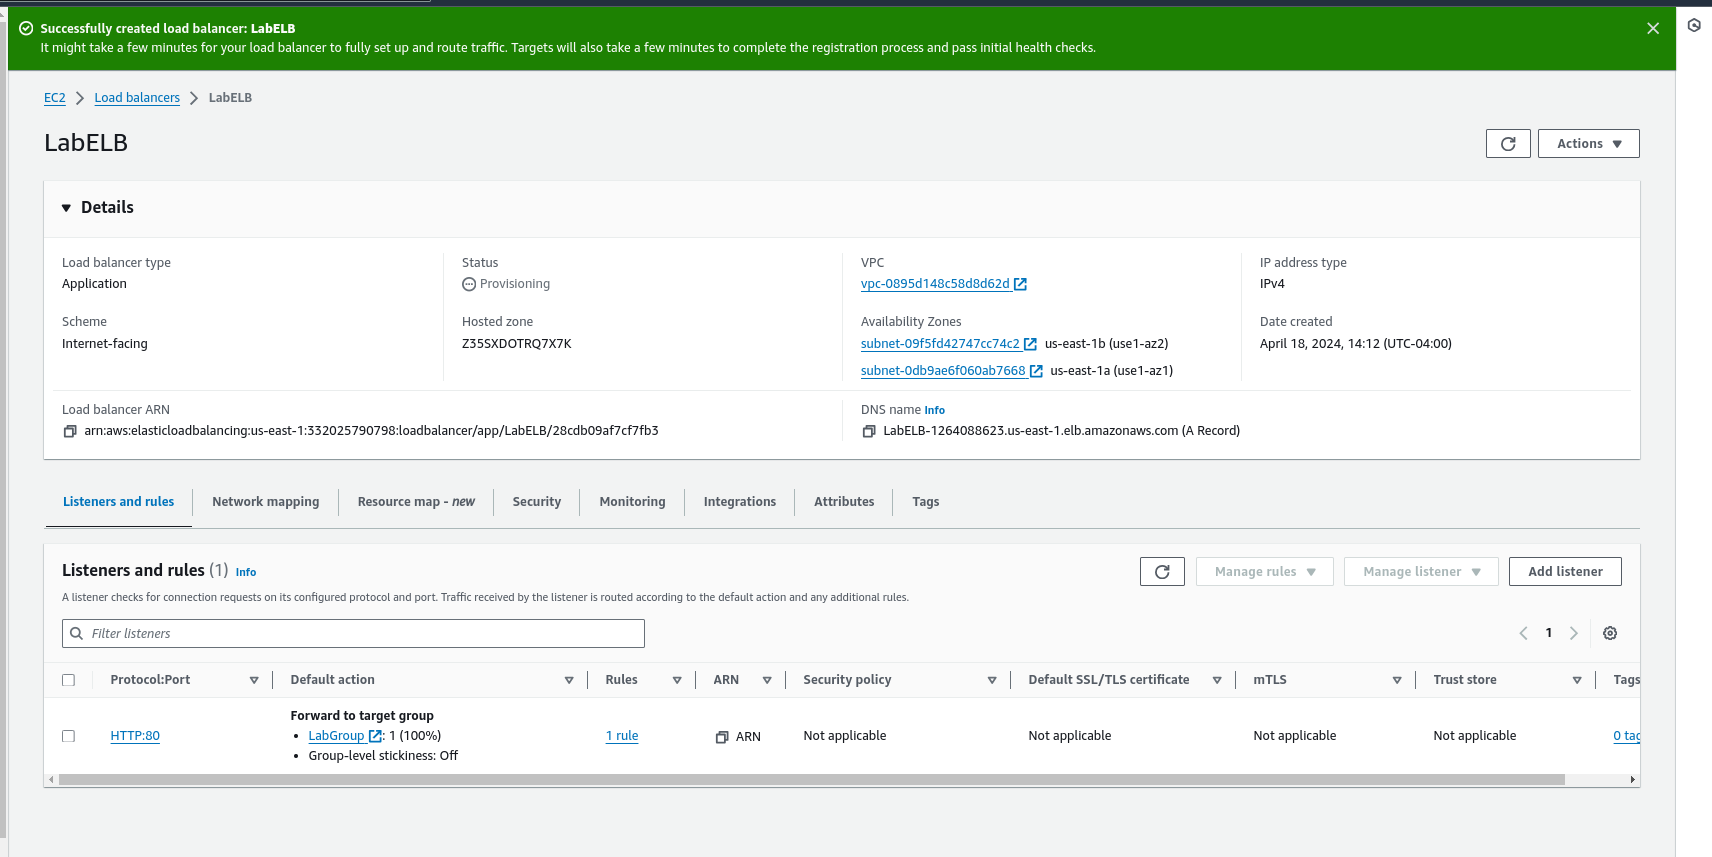 Successfully created load balancer: LabELB
It might take a few minutes for your load balancer to fully set up and route traffic. Targets will also take a few minutes to complete the registration process and pass initial health checks.
EC2 Load balancers LabELB
LabELB
Actions
Details
Load balancer type
Application
Status
Provisioning
VPC
vpc-0895d148c58d8d62d
IP address type
IPv4
Scheme
Internet-facing
Hosted zone
Z35SXDOTRQ7X7K
Availability Zones
subnet-09f5fd42747cc74c2 us-east-1b (use1-az2)
subnet-0db9ae6f060ab7668 us-east-1a (use1-az1)
Date created
April 18, 2024, 14:12 (UTC-04:00)
Load balancer ARN
arn:aws:elasticloadbalancing:us-east-1:332025790798:loadbalancer/app/LabELB/28cdb09af7cf7fb3
DNS name Info
LabELB-1264088623.us-east-1.elb.amazonaws.com (A Record)
Listeners and rules Network mapping Resource map - new Security Monitoring Integrations Attributes Tags
Listeners and rules (1) Info
Manage rules Manage listener Add listener
A listener checks for connection requests on its configured protocol and port. Traffic received by the listener is routed according to the default action and any additional rules.
Filter listeners
1
Protocol:Port Default action Rules ARN Security policy Default SSL/TLS certificate mTLS Trust store Tags
HTTP:80
Forward to target group
• LabGroup : 1 (100%)
• Group-level stickiness: Off
1 rule ARN Not applicable Not applicable Not applicable Not applicable 0 tag